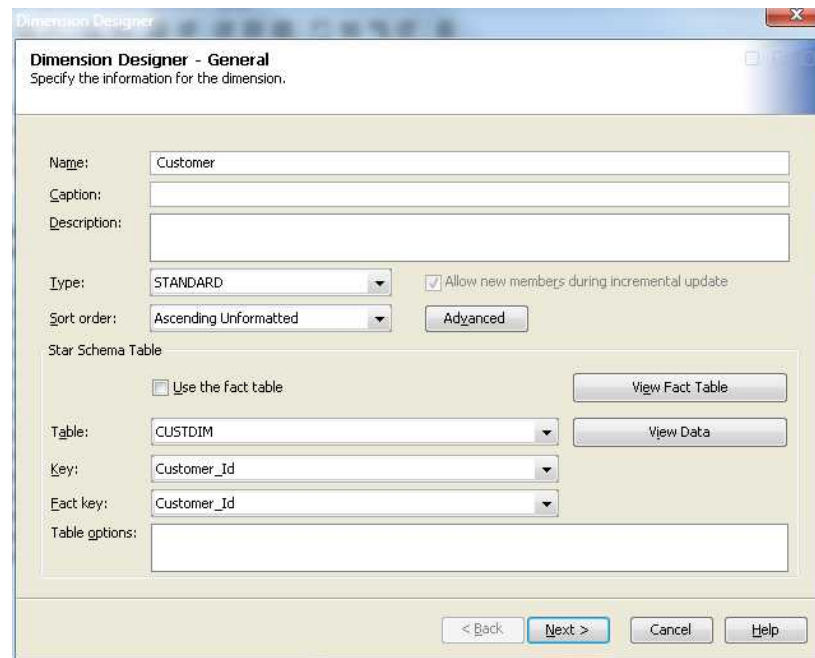 Dimension Designer
Dimension Designer - General
Specify the information for the dimension.
Name: Customer
Caption:
Description:
Type: STANDARD Allow new members during incremental update
Sort order: Ascending Unformatted Advanced
Star Schema Table
Use the fact table View Fact Table
Table: CUSTDIM View Data
Key: Customer_Id
Fact key: Customer_Id
Table options:
< Back Next > Cancel Help